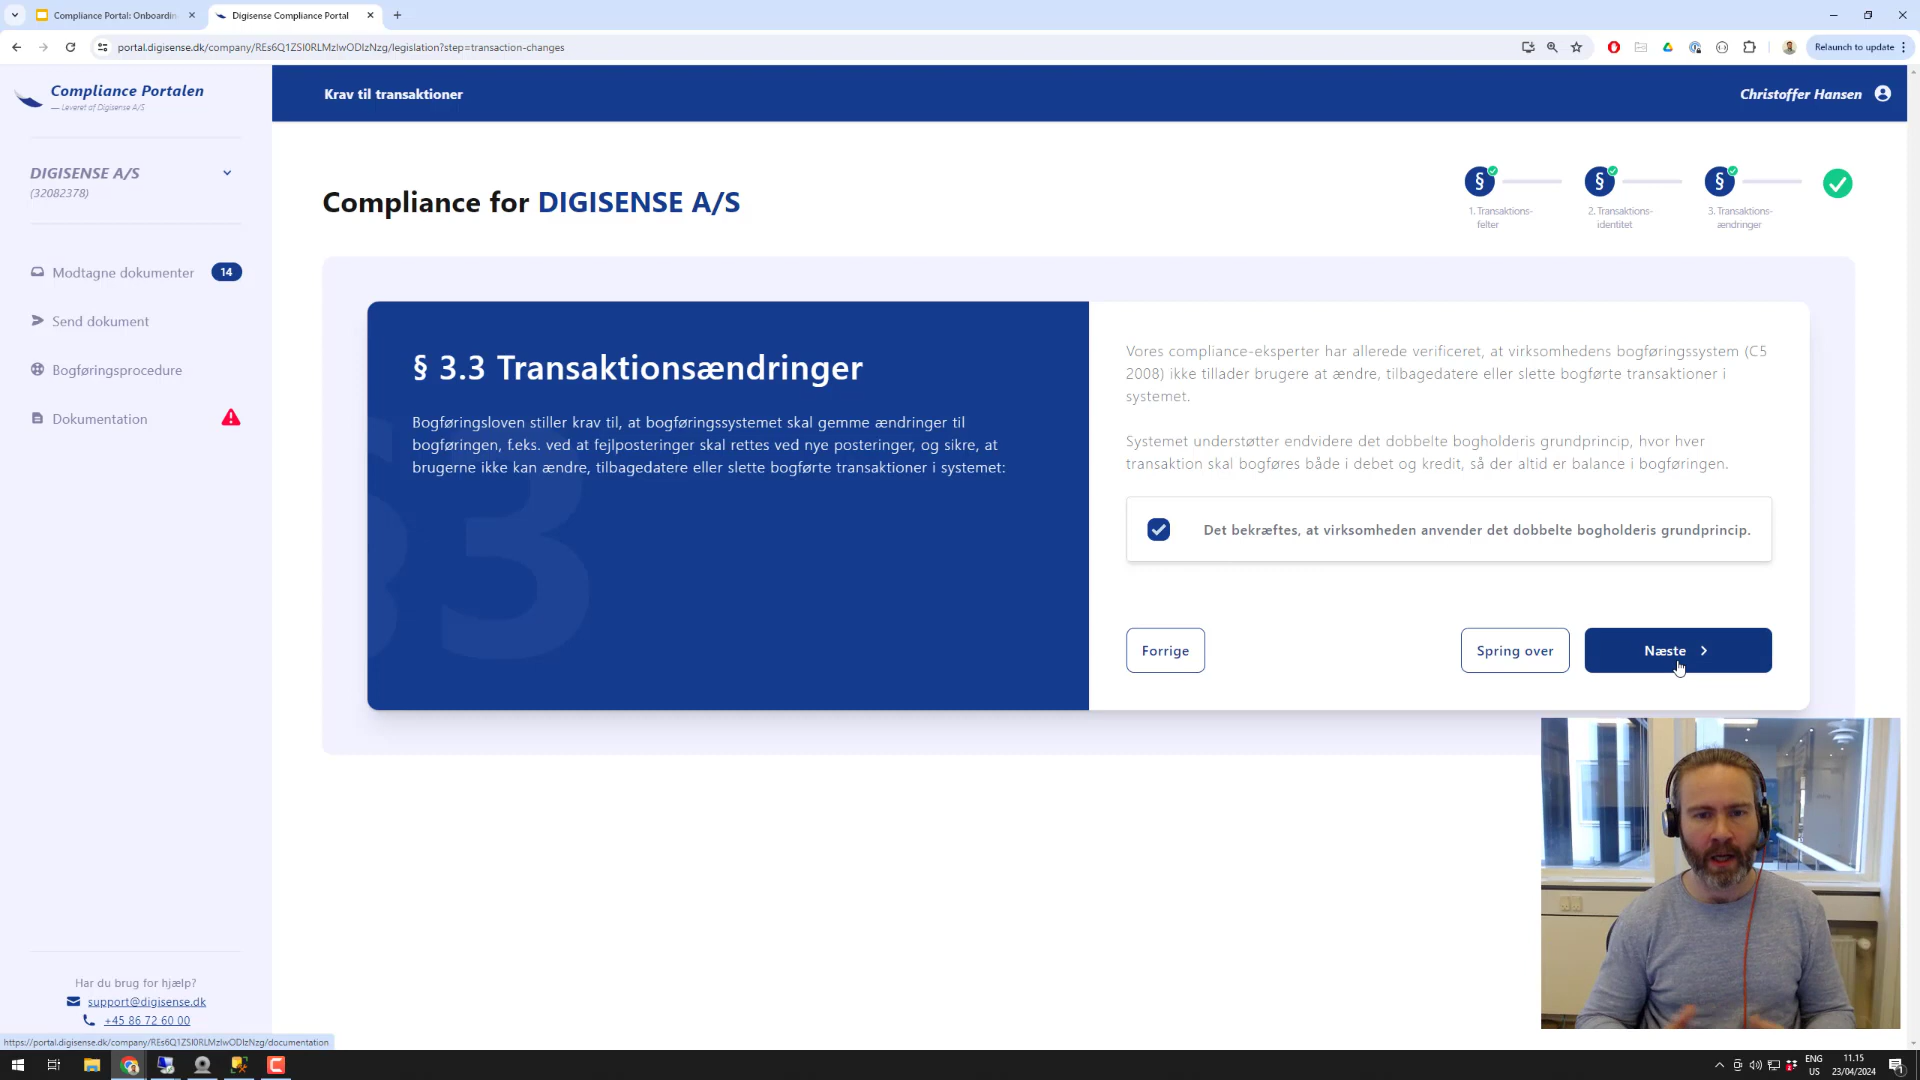 Compliance Portal: Onboardin
Digisense Compliance Portal
portal.digisense.dk/company/REs6Q1ZSI0RLMzIwODIzNzg/legislation?step=transaction-changes
Relaunch to update
Compliance Portalen
— Leveret af Digisense A/S
Krav til transaktioner
Christoffer Hansen
DIGISENSE A/S
(32082378)
Modtagne dokumenter 14
Send dokument
Bogføringsprocedure
Dokumentation
Compliance for DIGISENSE A/S
§ § §
1. Transaktions-
felter
2. Transaktions-
identitet
3. Transaktions-
ændringer
§ 3.3 Transaktionsændringer
Bogføringsloven stiller krav til, at bogføringssystemet skal gemme ændringer til
bogføringen, f.eks. ved at fejlposteringer skal rettes ved nye posteringer, og sikre, at
brugerne ikke kan ændre, tilbagedatere eller slette bogførte transaktioner i systemet:
Vores compliance-eksperter har allerede verificeret, at virksomhedens bogføringssystem (C5
2008) ikke tillader brugere at ændre, tilbagedatere eller slette bogførte transaktioner i
systemet.
Systemet understøtter endvidere det dobbelte bogholderis grundprincip, hvor hver
transaktion skal bogføres både i debet og kredit, så der altid er balance i bogføringen.
Det bekræftes, at virksomheden anvender det dobbelte bogholderis grundprincip.
Forrige
Spring over
Næste
Har du brug for hjælp?
support@digisense.dk
+45 86 72 60 00
https://portal.digisense.dk/company/REs6Q1ZSI0RLMzIwODIzNzg/documentation
ENG
US
11.15
23/04/2024